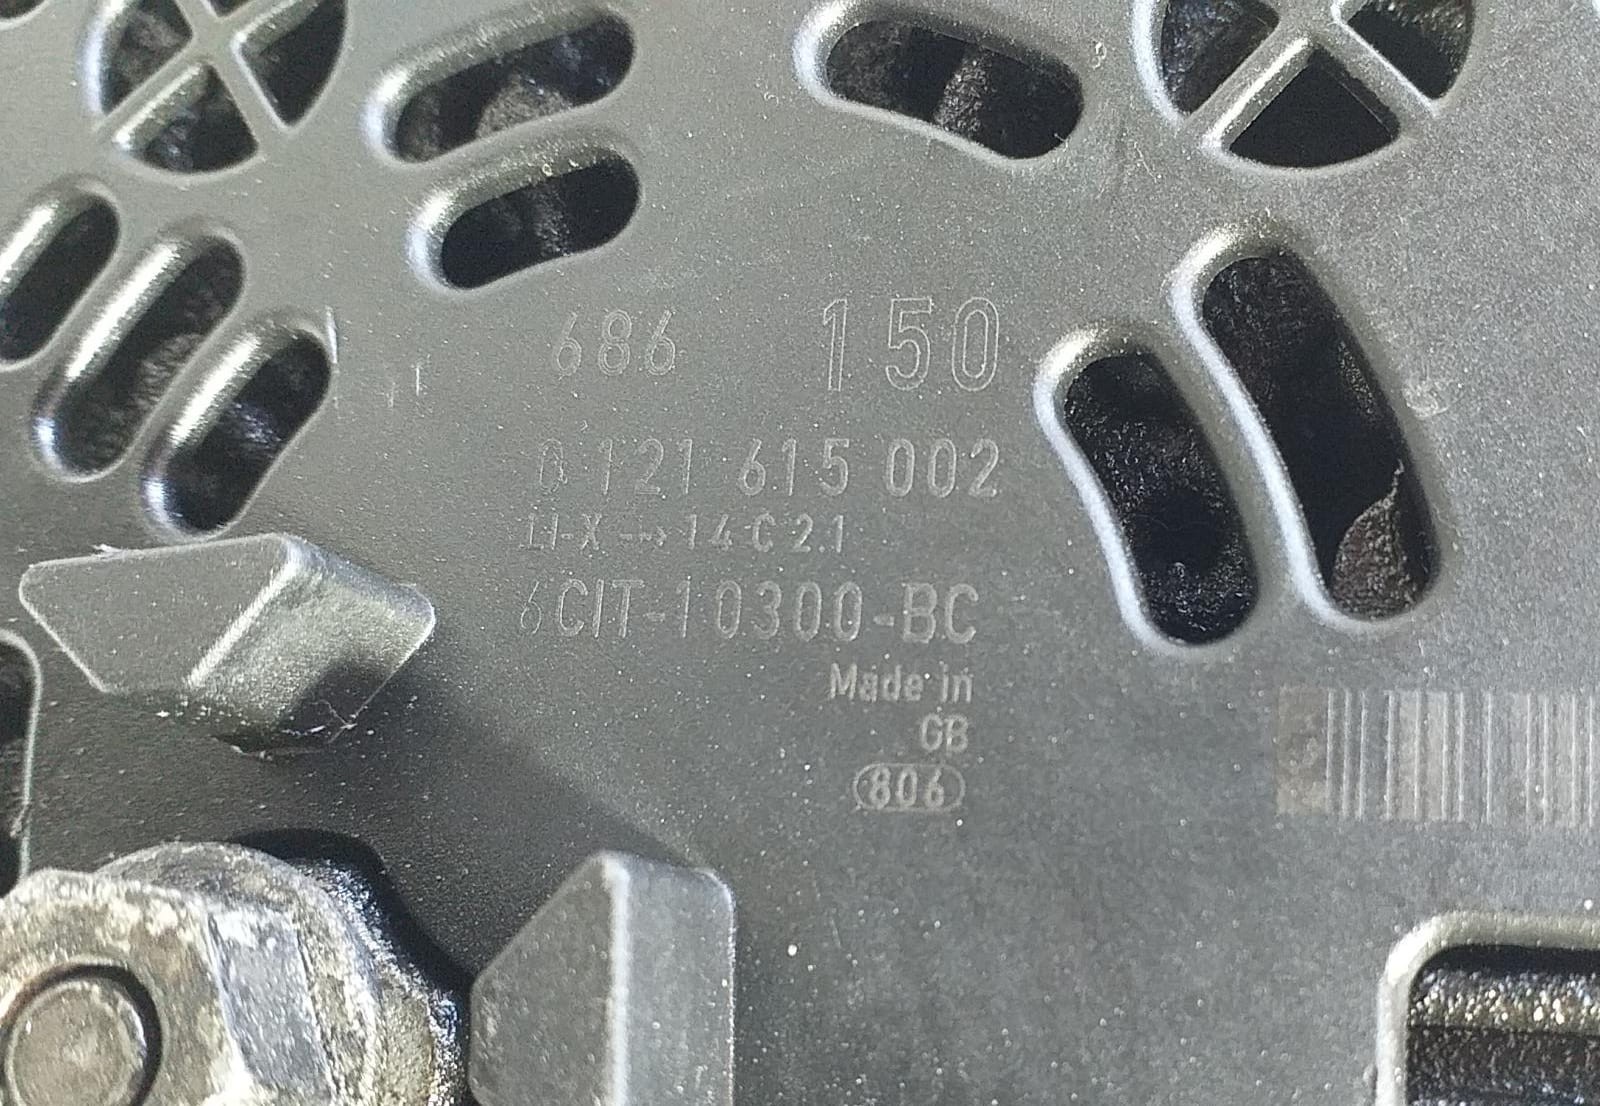 686 150
0 121 615 002
LI-X --> 14 C 2.1
6C1T-10300-BC
Made in
GB
806